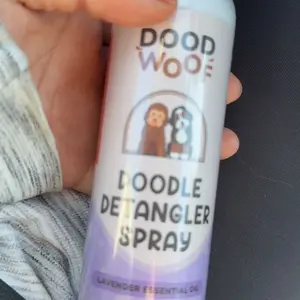 DOOD
WOOF
DOODLE
DETANGLER
SPRAY
LAVENDER ESSENTIAL OIL